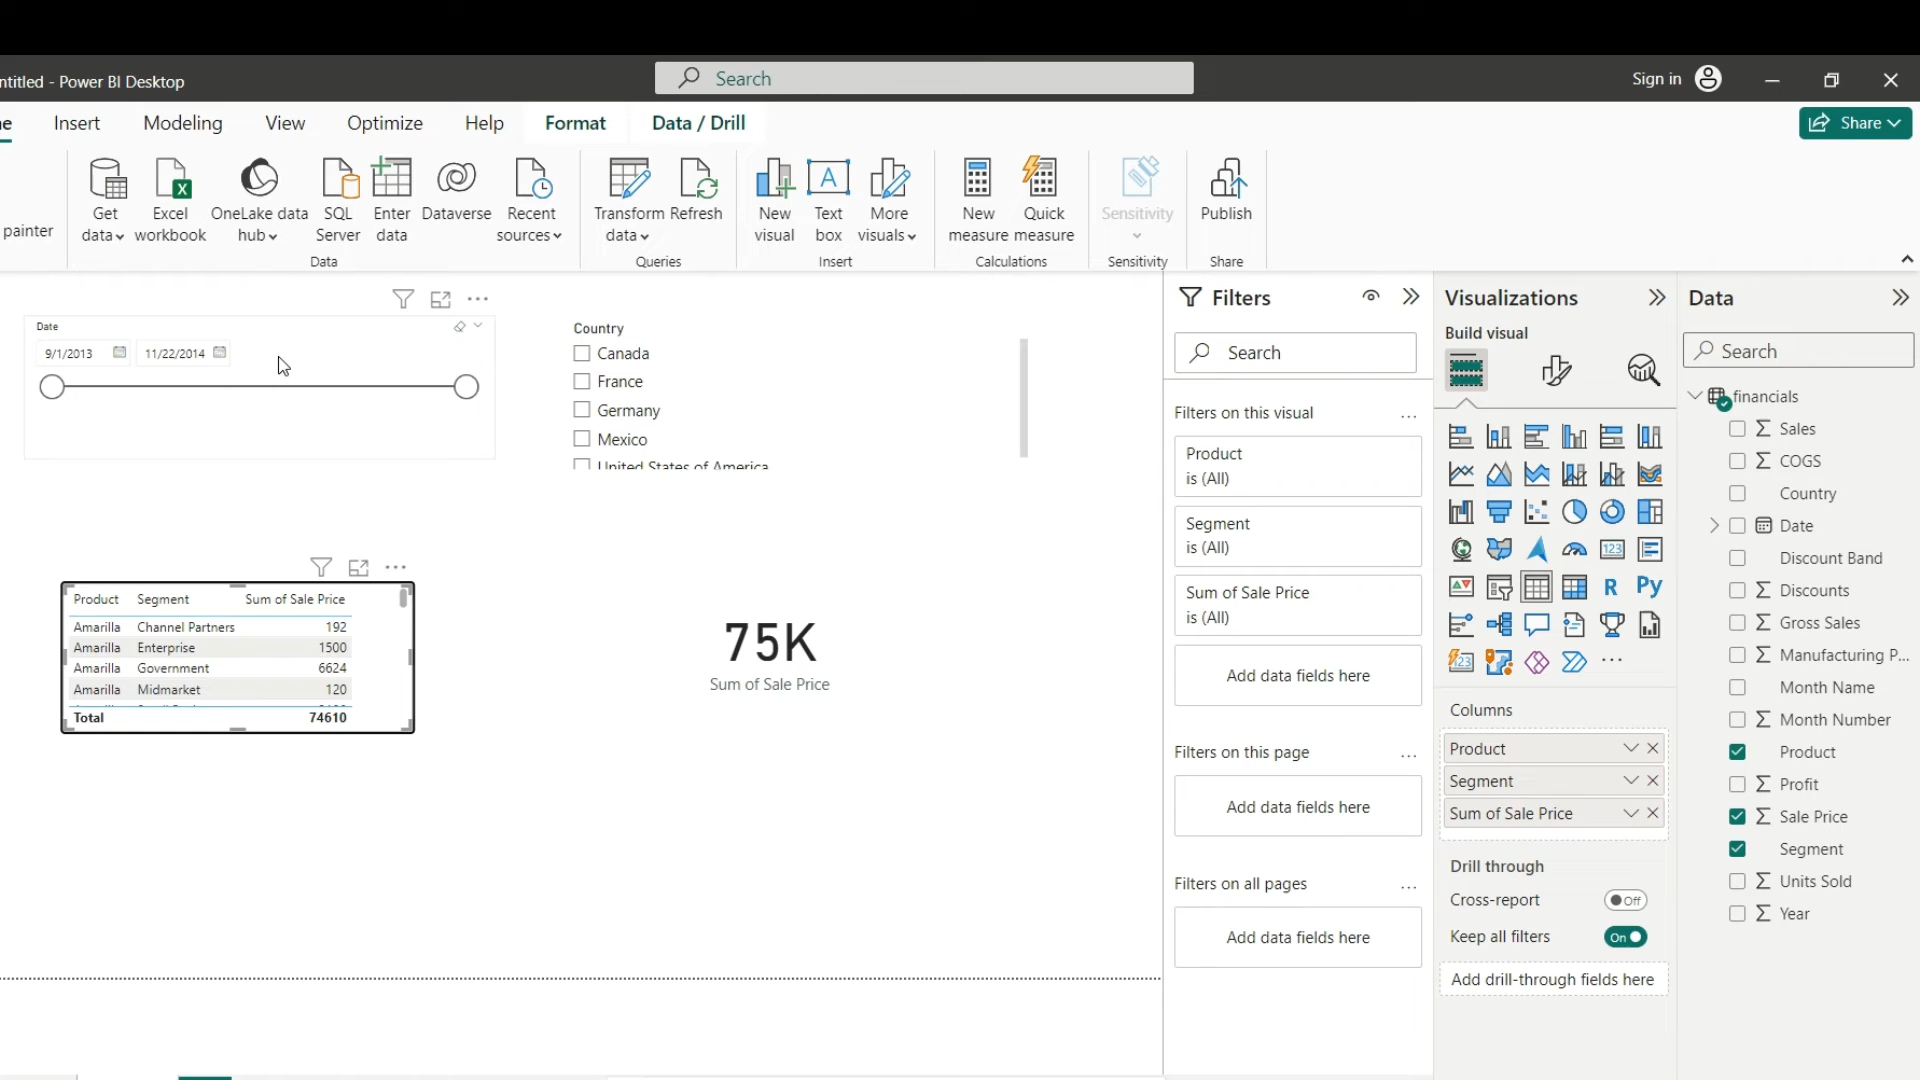 ntitled - Power BI Desktop
Search
Sign in
Insert
Modeling
View
Optimize
Help
Format
Data / Drill
Share
painter
Get data
Excel workbook
OneLake data hub
SQL Server
Enter data
Dataverse
Recent sources
Data
Transform data
Refresh
Queries
New visual
Text box
More visuals
Insert
New measure
Quick measure
Calculations
Sensitivity
Sensitivity
Publish
Share
Date
9/1/2013
11/22/2014
Country
Canada
France
Germany
Mexico
United States of America
Product Segment Sum of Sale Price
Amarilla Channel Partners 192
Amarilla Enterprise 1500
Amarilla Government 6624
Amarilla Midmarket 120
Total 74610
75K
Sum of Sale Price
Filters
Search
Filters on this visual
Product
is (All)
Segment
is (All)
Sum of Sale Price
is (All)
Add data fields here
Filters on this page
Add data fields here
Filters on all pages
Add data fields here
Visualizations
Build visual
123
R
Py
123
Columns
Product
Segment
Sum of Sale Price
Drill through
Cross-report
Off
Keep all filters
On
Add drill-through fields here
Data
Search
financials
Sales
COGS
Country
Date
Discount Band
Discounts
Gross Sales
Manufacturing P...
Month Name
Month Number
Product
Profit
Sale Price
Segment
Units Sold
Year